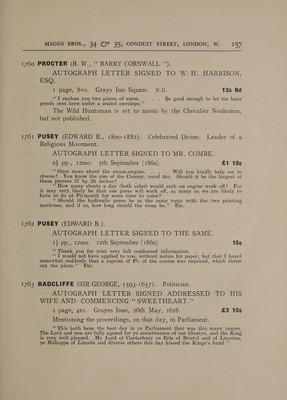 MAGGS BROS., 34 & 35, CONDUIT STREET, LONDON, W. 157
1760 PROCTER (B. W., " BARRY CORNWALL ").
AUTOGRAPH LETTER SIGNED TO W. H. HARRISON,
ESQ.
1 page, 8vo. Grays Inn Square. N.D. 12s 6d
" I enclose you two pieces of verse. . . . Be good enough to let me have
proofs sent here under a sealed envelope."
The Wild Huntsman is set to music by the Chevalier Neukomm,
but not published.
1761 PUSEY (EDWARD B., 1800-1882). Celebrated Divine. Leader of a
Religious Movement.
AUTOGRAPH LETTER SIGNED TO MR. COMBE.
2½ pp., 12mo. 5th September (1860). £1 10s
" Once more about the steam-engine. Will you kindly help me to
choose? You know the size of the Commy. royal 8to. Should it be the largest of
these presses 37 by 26 inches?
" How many sheets a day (both sides) would such an engine work off? For
it may very likely be that one press will work off, as many as we are likely to
have to do at Plymouth for some time to come.
" Should the hydraulic press be in the same room with the two printing
machines, and if so, how long should the room be." Etc.
1762 PUSEY (EDWARD B.).
AUTOGRAPH LETTER SIGNED TO THE SAME.
1½ pp., 12mo. 12th September (1860). 15s
" Thank you for your very full condensed information. . . .
" I would not have applied to you, without notice for paper, but that I heard
somewhat suddenly that a reprint of Pt. of the course was required, which threw
out the plans." Etc.
1763 RADCLIFFE (SIR GEORGE, 1593-1657). Politician.
AUTOGRAPH LETTER SIGNED ADDRESSED TO HIS
WIFE AND COMMENCING " SWEETHEART."
1 page, 4to. Grayes Inne, 26th May, 1628. £3 10s
Mentioning the proceedings, on that day, in Parliament.
" This hath bene the best day in ye Parliament that was this many yeares.
The Lord and wee are fully agreed for ye maintenance of our libertys, and the King
is very well pleased. My Lord of Canterbury ye Erls of Bristol and of Lincolne,
ye Bishoppe of Lincoln and diverse others this day kissed the Kinge's hand."